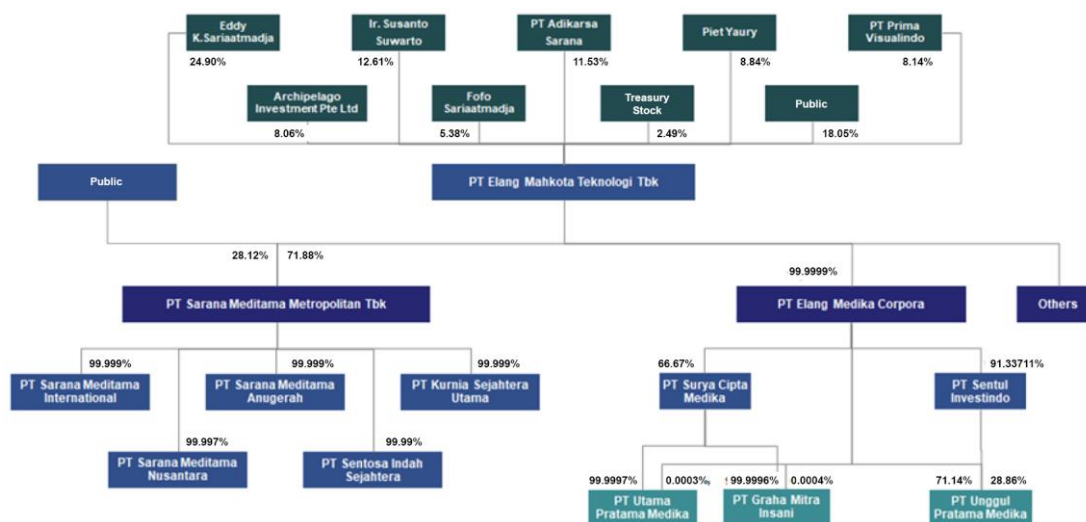 Eddy
K.Sariaatmadja
Ir. Susanto
Suwarto
PT Adikarsa
Sarana
Piet Yaury
PT Prima
Visualindo
24.90%
12.61%
11.53%
8.84%
8.14%
Archipelago
Investment Pte Ltd
Fofo
Sariaatmadja
Treasury
Stock
Public
8.06%
5.38%
2.49%
18.05%
Public
PT Elang Mahkota Teknologi Tbk
28.12%
71.88%
99.9999%
PT Sarana Meditama Metropolitan Tbk
PT Elang Medika Corpora
Others
99.999%
99.999%
99.999%
66.67%
91.33711%
PT Sarana Meditama
International
PT Sarana Meditama
Anugerah
PT Kurnia Sejahtera
Utama
PT Surya Cipta
Medika
PT Sentul
Investindo
99.997%
99.99%
PT Sarana Meditama
Nusantara
PT Sentosa Indah
Sejahtera
99.9997%
0.0003%
99.9996%
0.0004%
71.14%
28.86%
PT Utama
Pratama Medika
PT Graha Mitra
Insani
PT Unggul
Pratama Medika